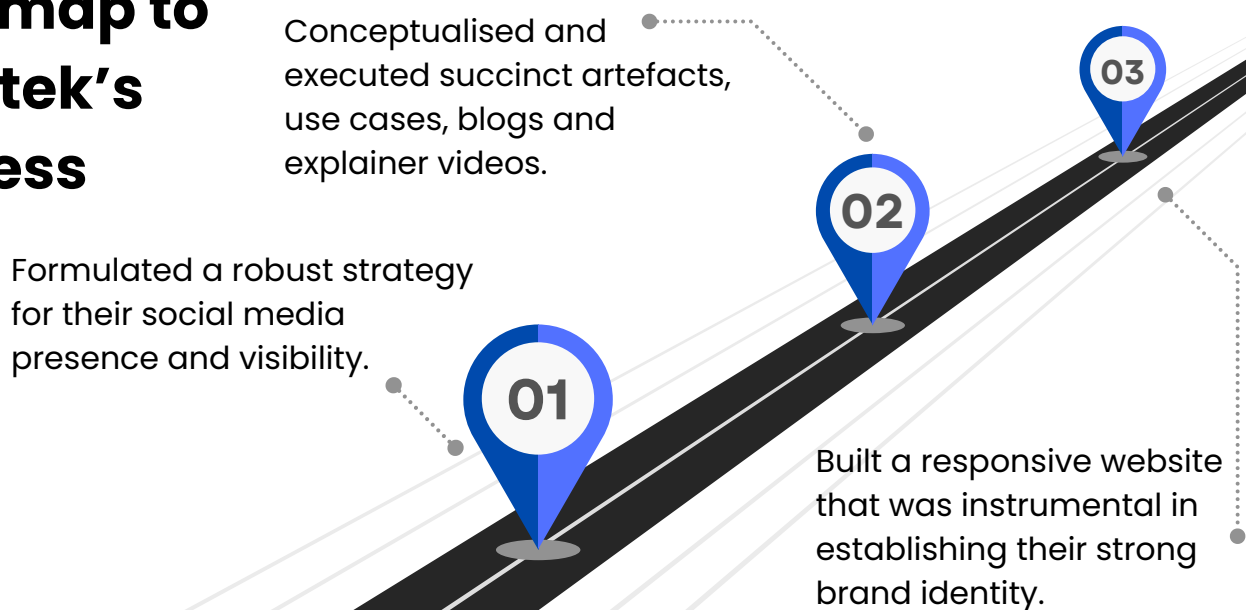 map to
tek's
ess
Conceptualised and
executed succinct artefacts,
use cases, blogs and
explainer videos.
03
02
Formulated a robust strategy
for their social media
presence and visibility.
01
Built a responsive website
that was instrumental in
establishing their strong
brand identity.